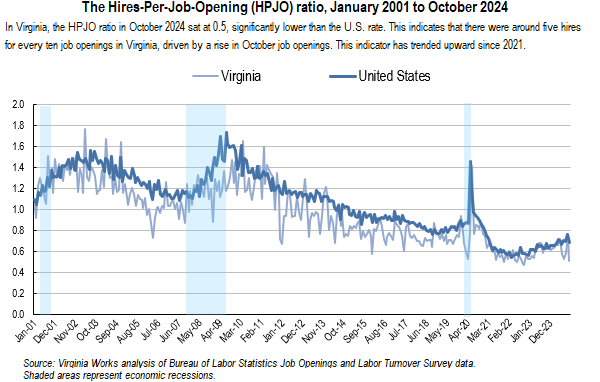 The Hires-Per-Job-Opening (HPJO) ratio, January 2001 to October 2024
In Virginia, the HPJO ratio in October 2024 sat at 0.5, significantly lower than the U.S. rate. This indicates that there were around five hires
for every ten job openings in Virginia, driven by a rise in October job openings. This indicator has trended upward since 2021.
Virginia United States
2.0
1.8
1.6
1.4
1.2
1.0
0.8
0.6
0.4
0.2
0.0
Jan-01 Dec-01 Nov-02 Oct-03 Sep-04 Aug-05 Jul-06 Jun-07 May-08 Apr-09 Mar-10 Feb-11 Jan-12 Dec-12 Nov-13 Oct-14 Sep-15 Aug-16 Jul-17 Jun-18 May-19 Apr-20 Mar-21 Feb-22 Jan-23 Dec-23
Source: Virginia Works analysis of Bureau of Labor Statistics Job Openings and Labor Turnover Survey data.
Shaded areas represent economic recessions.